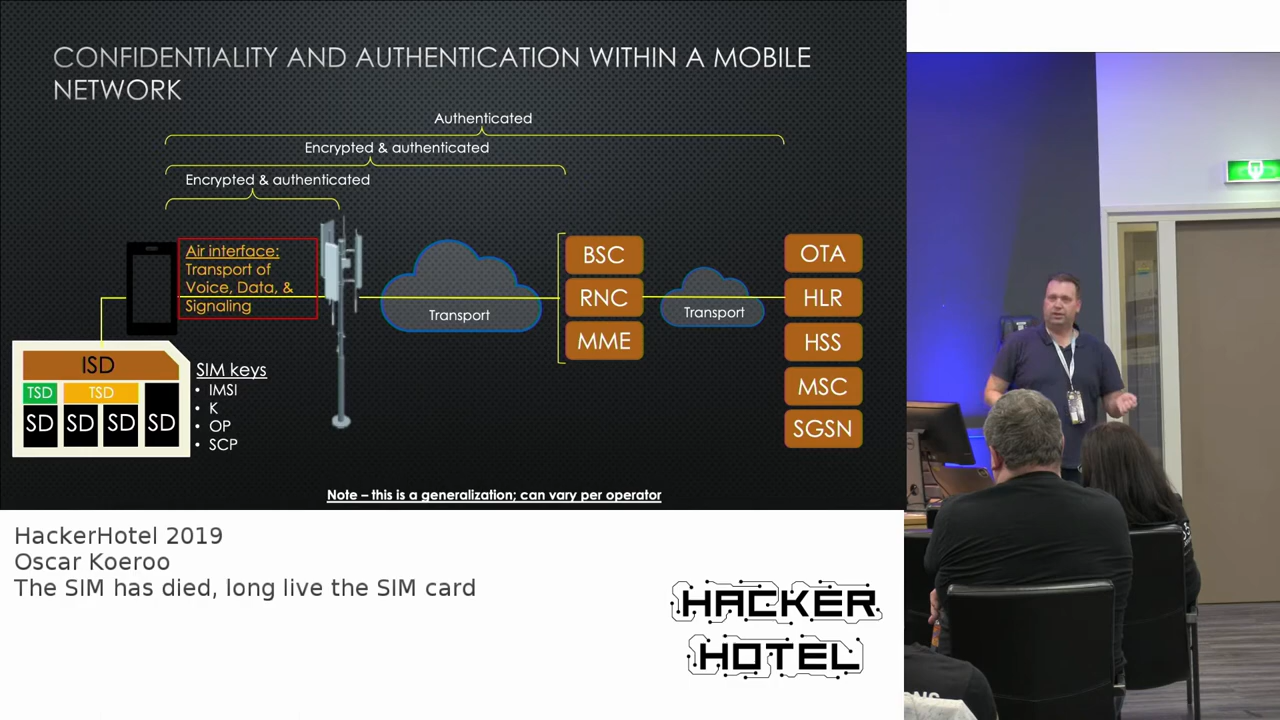 CONFIDENTIALITY AND AUTHENTICATION WITHIN A MOBILE
NETWORK
Authenticated
Encrypted & authenticated
Encrypted & authenticated
Air interface:
Transport of
Voice, Data, &
Signaling
Transport
BSC
RNC
MME
Transport
OTA
HLR
HSS
MSC
SGSN
ISD
TSD
TSD
SD
SD
SD
SD
SIM keys
• IMSI
• K
• OP
• SCP
Note – this is a generalization; can vary per operator
HackerHotel 2019
Oscar Koeroo
The SIM has died, long live the SIM card
HACKER
HOTEL